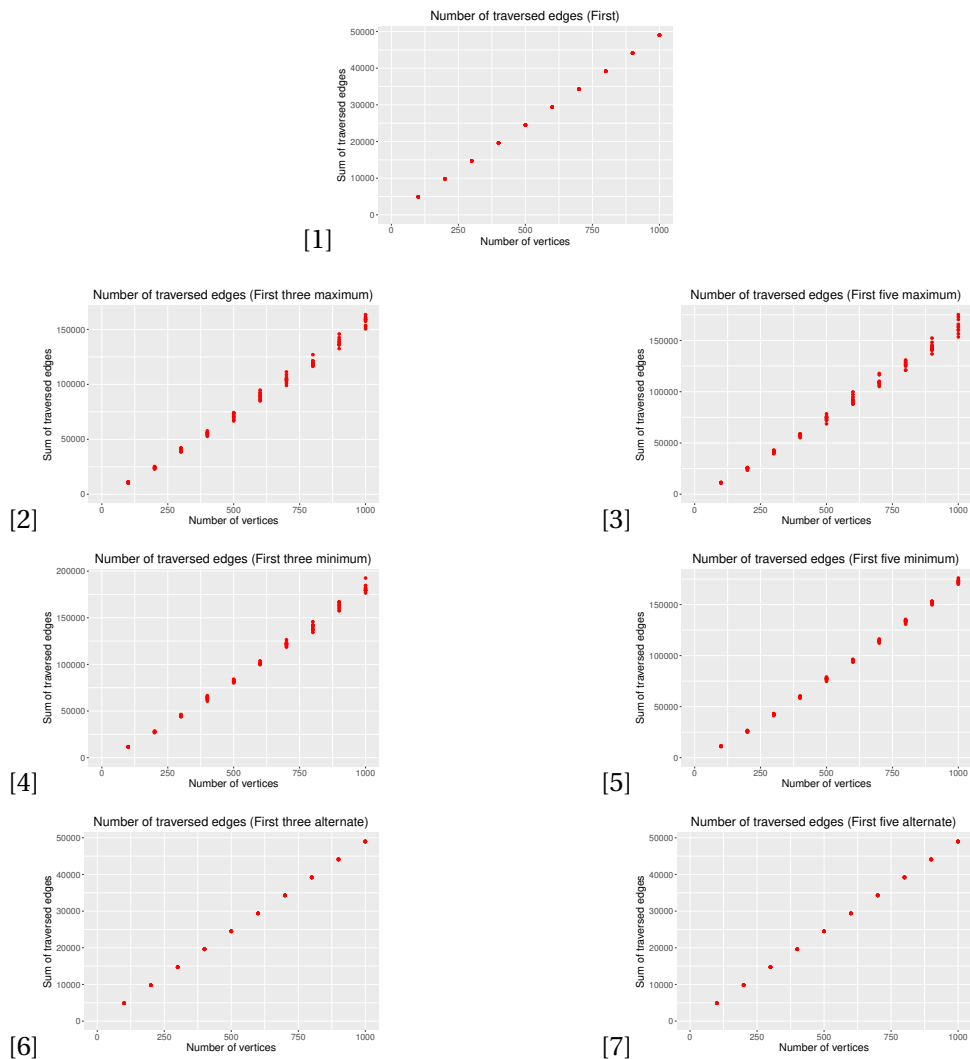 Number of traversed edges (First)
Sum of traversed edges
50000
40000
30000
20000
10000
0
0 250 500 750 1000
Number of vertices
[1]
Number of traversed edges (First three maximum)
Sum of traversed edges
150000
100000
50000
0
0 250 500 750 1000
Number of vertices
[2]
Number of traversed edges (First five maximum)
Sum of traversed edges
150000
100000
50000
0
0 250 500 750 1000
Number of vertices
[3]
Number of traversed edges (First three minimum)
Sum of traversed edges
200000
150000
100000
50000
0
0 250 500 750 1000
Number of vertices
[4]
Number of traversed edges (First five minimum)
Sum of traversed edges
150000
100000
50000
0
0 250 500 750 1000
Number of vertices
[5]
Number of traversed edges (First three alternate)
Sum of traversed edges
50000
40000
30000
20000
10000
0
0 250 500 750 1000
Number of vertices
[6]
Number of traversed edges (First five alternate)
Sum of traversed edges
50000
40000
30000
20000
10000
0
0 250 500 750 1000
Number of vertices
[7]